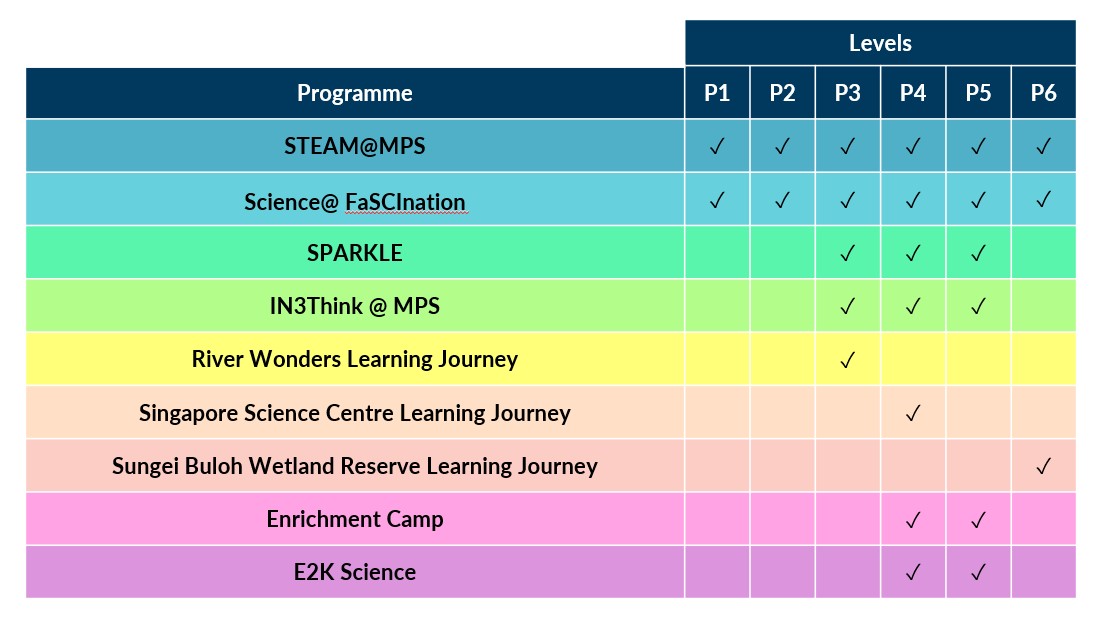 Levels
Programme P1 P2 P3 P4 P5 P6
STEAM@MPS ✓ ✓ ✓ ✓ ✓ ✓
Science@ FaSCInation ✓ ✓ ✓ ✓ ✓ ✓
SPARKLE ✓ ✓ ✓
IN3Think @ MPS ✓ ✓ ✓
River Wonders Learning Journey ✓
Singapore Science Centre Learning Journey ✓
Sungei Buloh Wetland Reserve Learning Journey ✓
Enrichment Camp ✓ ✓
E2K Science ✓ ✓